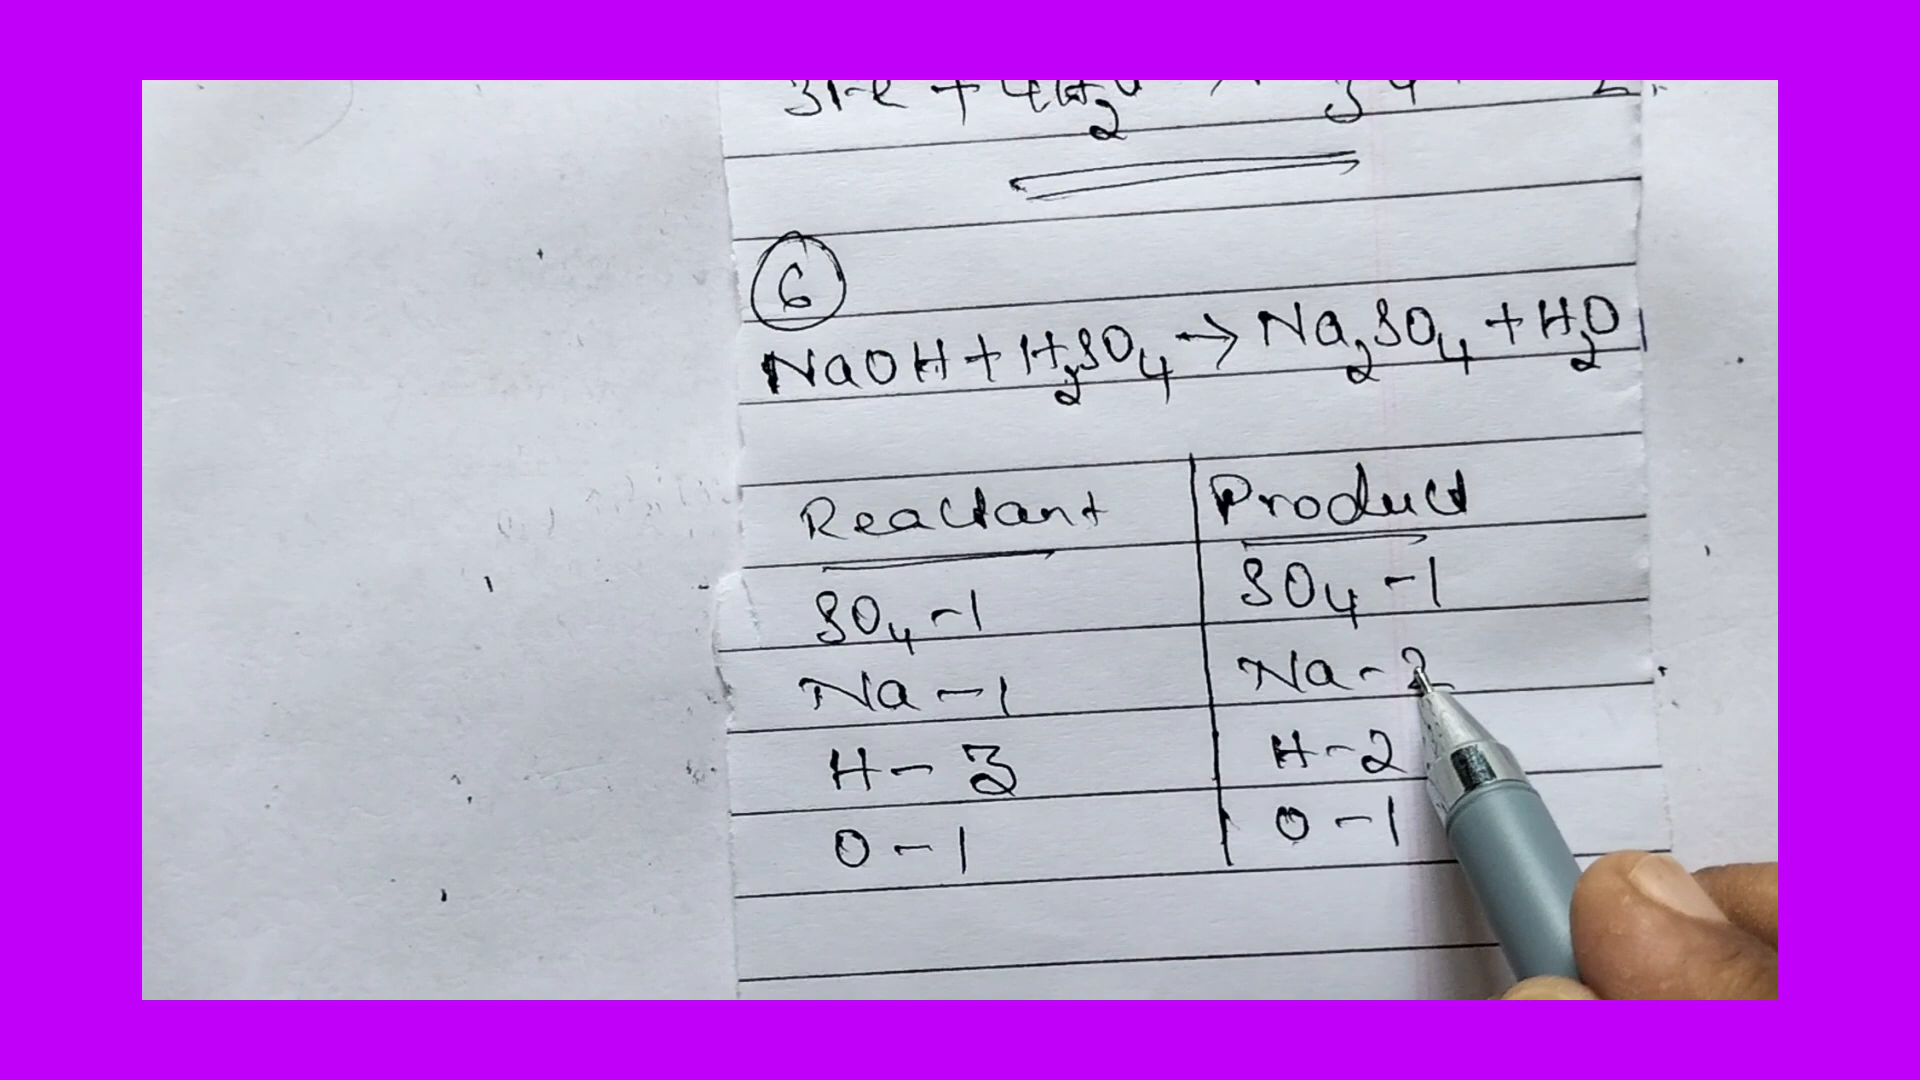 6
NaOH + H2SO4 → Na2SO4 + H2O
Reactant Product
SO4 - 1 SO4 - 1
Na - 1 Na - 2
H - 3 H - 2
O - 1 O - 1